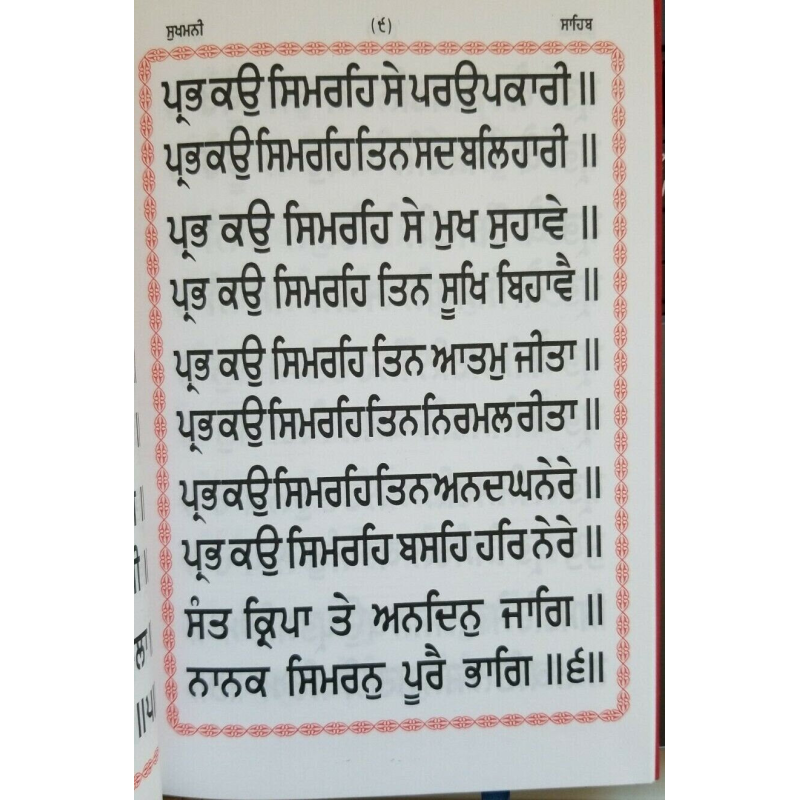 ਸੁਖਮਨੀ (੯) ਸਾਹਿਬ
ਪ੍ਰਭ ਕਉ ਸਿਮਰਹਿ ਸੇ ਪਰਉਪਕਾਰੀ ॥
ਪ੍ਰਭ ਕਉ ਸਿਮਰਹਿ ਤਿਨ ਸਦ ਬਲਿਹਾਰੀ ॥
ਪ੍ਰਭ ਕਉ ਸਿਮਰਹਿ ਸੇ ਮੁਖ ਸੁਹਾਵੇ ॥
ਪ੍ਰਭ ਕਉ ਸਿਮਰਹਿ ਤਿਨ ਸੂਖਿ ਬਿਹਾਵੈ ॥
ਪ੍ਰਭ ਕਉ ਸਿਮਰਹਿ ਤਿਨ ਆਤਮੁ ਜੀਤਾ ॥
ਪ੍ਰਭ ਕਉ ਸਿਮਰਹਿ ਤਿਨ ਨਿਰਮਲ ਰੀਤਾ ॥
ਪ੍ਰਭ ਕਉ ਸਿਮਰਹਿ ਤਿਨ ਅਨਦ ਘਨੇਰੇ ॥
ਪ੍ਰਭ ਕਉ ਸਿਮਰਹਿ ਬਸਹਿ ਹਰਿ ਨੇਰੇ ॥
ਸੰਤ ਕ੍ਰਿਪਾ ਤੇ ਅਨਦਿਨੁ ਜਾਗਿ ॥
ਨਾਨਕ ਸਿਮਰਨੁ ਪੂਰੈ ਭਾਗਿ ॥੬॥